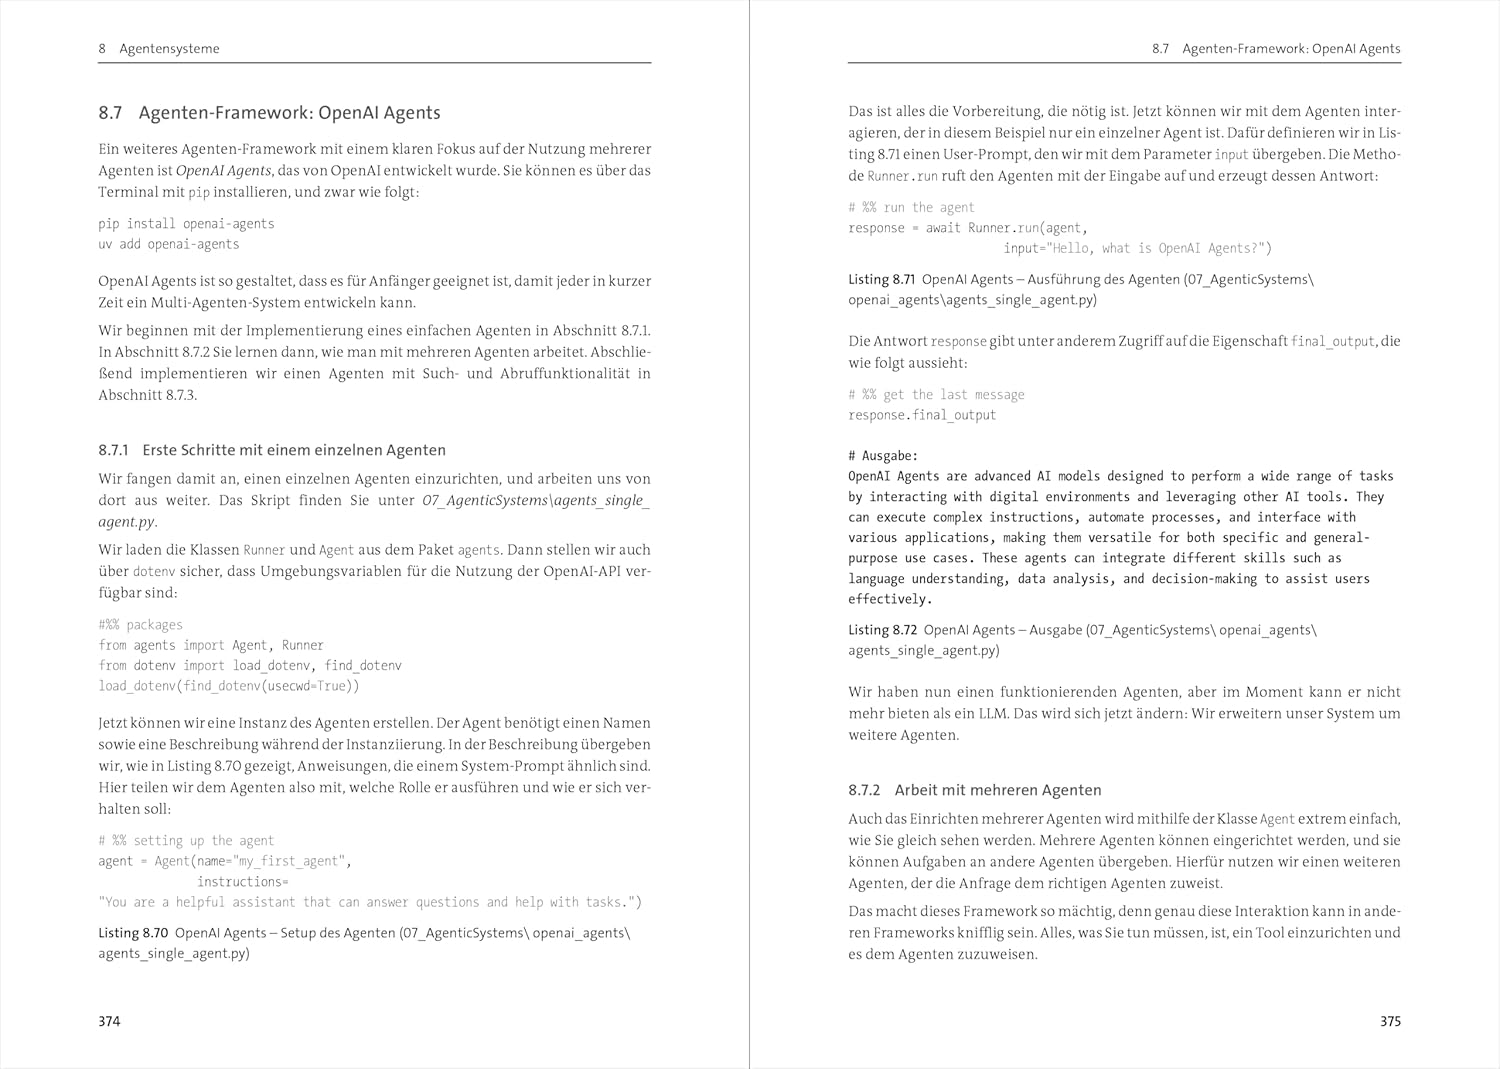 8 Agentensysteme
8.7 Agenten-Framework: OpenAI Agents
Ein weiteres Agenten-Framework mit einem klaren Fokus auf der Nutzung mehrerer
Agenten ist OpenAI Agents, das von OpenAI entwickelt wurde. Sie können es über das
Terminal mit pip installieren, und zwar wie folgt:
pip install openai-agents
uv add openai-agents
OpenAI Agents ist so gestaltet, dass es für Anfänger geeignet ist, damit jeder in kurzer
Zeit ein Multi-Agenten-System entwickeln kann.
Wir beginnen mit der Implementierung eines einfachen Agenten in Abschnitt 8.7.1.
In Abschnitt 8.7.2 Sie lernen dann, wie man mit mehreren Agenten arbeitet. Abschlie-
ßend implementieren wir einen Agenten mit Such- und Abruffunktionalität in
Abschnitt 8.7.3.
8.7.1 Erste Schritte mit einem einzelnen Agenten
Wir fangen damit an, einen einzelnen Agenten einzurichten, und arbeiten uns von
dort aus weiter. Das Skript finden Sie unter 07_AgenticSystems\agents_single_
agent.py.
Wir laden die Klassen Runner und Agent aus dem Paket agents. Dann stellen wir auch
über dotenv sicher, dass Umgebungsvariablen für die Nutzung der OpenAI-API ver-
fügbar sind:
#%% packages
from agents import Agent, Runner
from dotenv import load_dotenv, find_dotenv
load_dotenv(find_dotenv(usecwd=True))
Jetzt können wir eine Instanz des Agenten erstellen. Der Agent benötigt einen Namen
sowie eine Beschreibung während der Instanziierung. In der Beschreibung übergeben
wir, wie in Listing 8.70 gezeigt, Anweisungen, die einem System-Prompt ähnlich sind.
Hier teilen wir dem Agenten also mit, welche Rolle er ausführen und wie er sich ver-
halten soll:
# %% setting up the agent
agent = Agent(name="my_first_agent",
instructions=
"You are a helpful assistant that can answer questions and help with tasks.")
Listing 8.70 OpenAI Agents – Setup des Agenten (07_AgenticSystems\ openai_agents\
agents_single_agent.py)
374
8.7 Agenten-Framework: OpenAI Agents
Das ist alles die Vorbereitung, die nötig ist. Jetzt können wir mit dem Agenten inter-
agieren, der in diesem Beispiel nur ein einzelner Agent ist. Dafür definieren wir in Lis-
ting 8.71 einen User-Prompt, den wir mit dem Parameter input übergeben. Die Metho-
de Runner.run ruft den Agenten mit der Eingabe auf und erzeugt dessen Antwort:
# %% run the agent
response = await Runner.run(agent,
input="Hello, what is OpenAI Agents?")
Listing 8.71 OpenAI Agents – Ausführung des Agenten (07_AgenticSystems\
openai_agents\agents_single_agent.py)
Die Antwort response gibt unter anderem Zugriff auf die Eigenschaft final_output, die
wie folgt aussieht:
# %% get the last message
response.final_output
# Ausgabe:
OpenAI Agents are advanced AI models designed to perform a wide range of tasks
by interacting with digital environments and leveraging other AI tools. They
can execute complex instructions, automate processes, and interface with
various applications, making them versatile for both specific and general-
purpose use cases. These agents can integrate different skills such as
language understanding, data analysis, and decision-making to assist users
effectively.
Listing 8.72 OpenAI Agents – Ausgabe (07_AgenticSystems\ openai_agents\
agents_single_agent.py)
Wir haben nun einen funktionierenden Agenten, aber im Moment kann er nicht
mehr bieten als ein LLM. Das wird sich jetzt ändern: Wir erweitern unser System um
weitere Agenten.
8.7.2 Arbeit mit mehreren Agenten
Auch das Einrichten mehrerer Agenten wird mithilfe der Klasse Agent extrem einfach,
wie Sie gleich sehen werden. Mehrere Agenten können eingerichtet werden, und sie
können Aufgaben an andere Agenten übergeben. Hierfür nutzen wir einen weiteren
Agenten, der die Anfrage dem richtigen Agenten zuweist.
Das macht dieses Framework so mächtig, denn genau diese Interaktion kann in ande-
ren Frameworks knifflig sein. Alles, was Sie tun müssen, ist, ein Tool einzurichten und
es dem Agenten zuzuweisen.
375